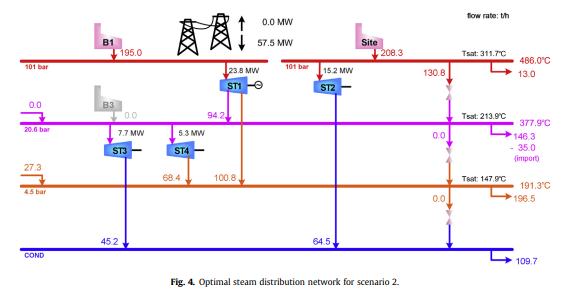 flow rate: t/h
0.0 MW
57.5 MW
B1
195.0
Site
208.3
Tsat: 311.7°C
486.0°C
13.0
101 bar
101 bar
23.8 MW
15.2 MW
130.8
ST1
ST2
B3
0.0
0.0
94.2
Tsat: 213.9°C
377.9°C
20.6 bar
7.7 MW
5.3 MW
0.0
146.3
- 35.0
(import)
ST3
ST4
27.3
68.4
100.8
Tsat: 147.9°C
191.3°C
4.5 bar
0.0
196.5
45.2
64.5
COND
109.7
Fig. 4. Optimal steam distribution network for scenario 2.